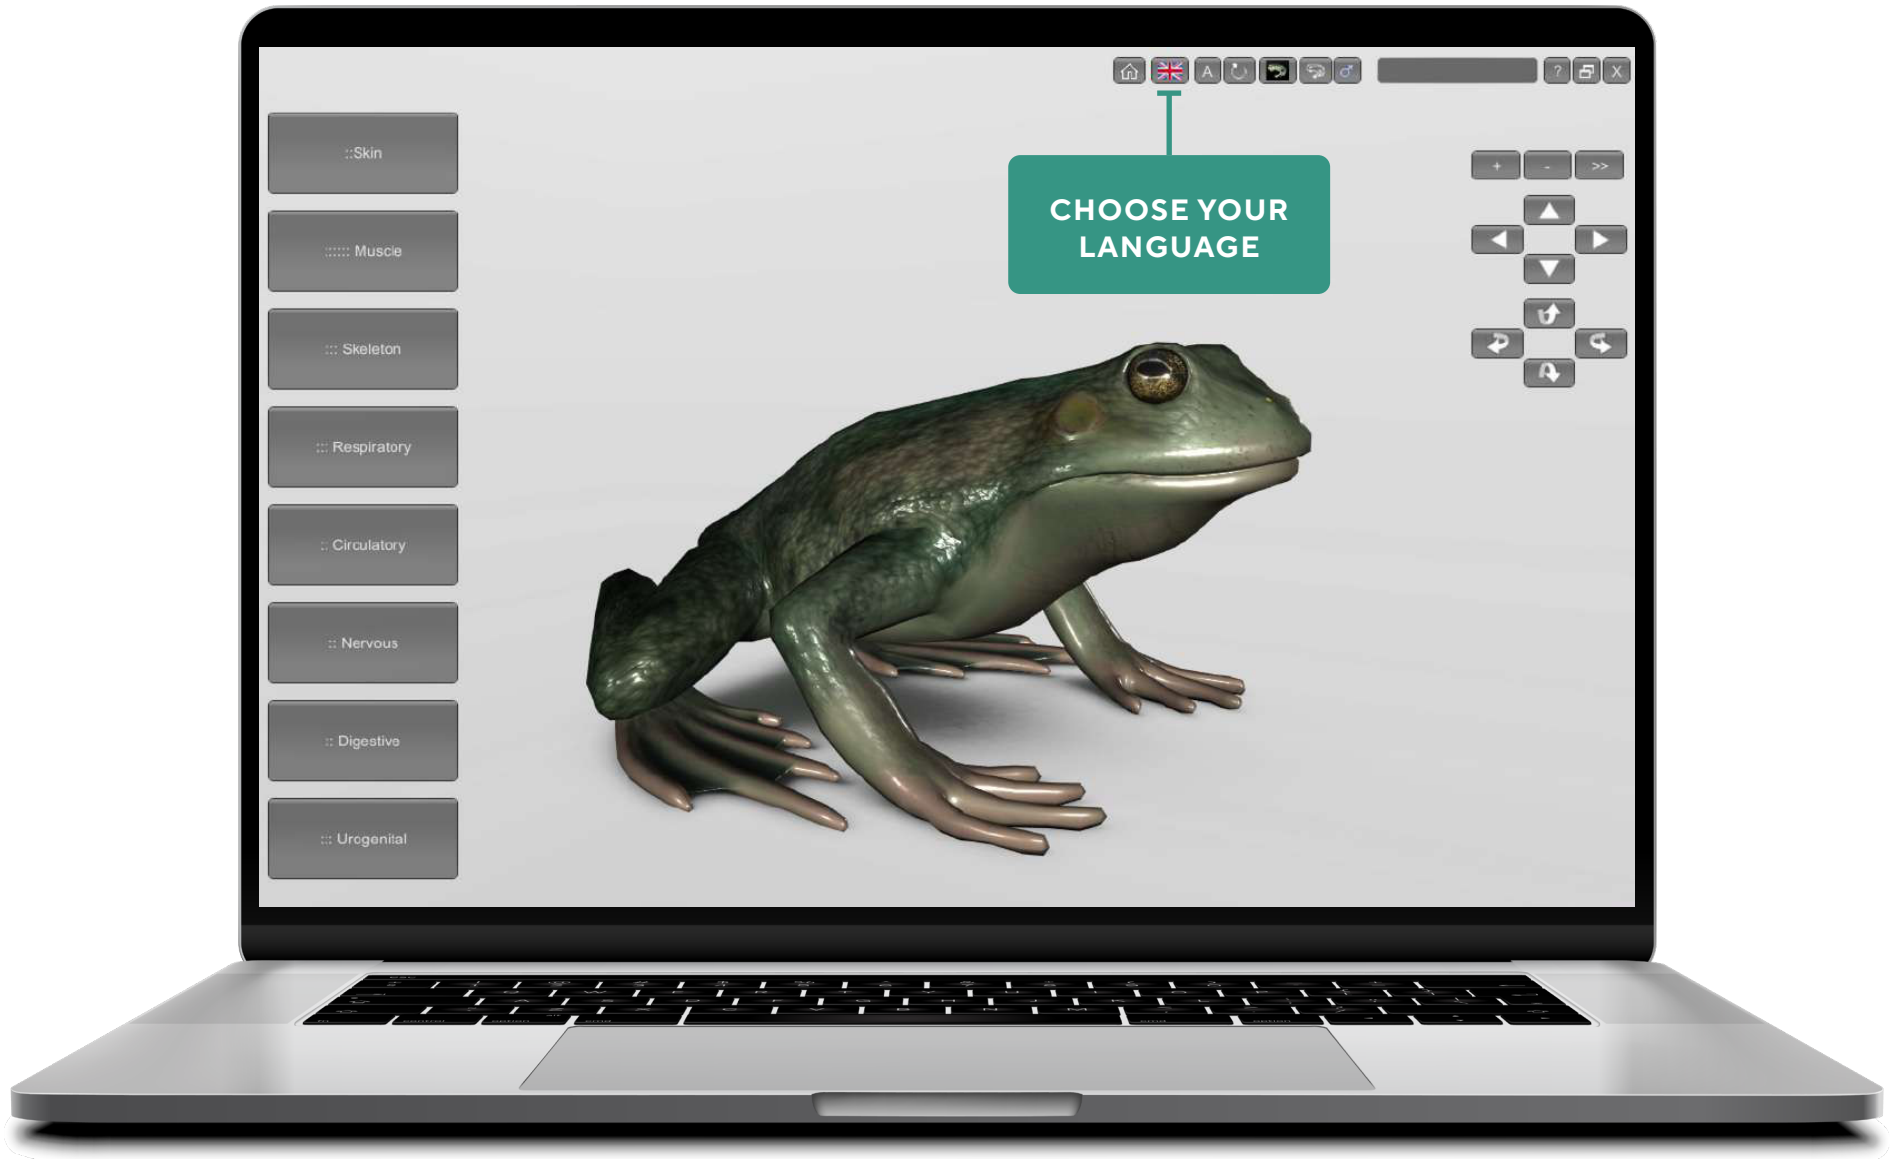 A
?
X
::Skin
CHOOSE YOUR
LANGUAGE
+ - >>
:::::: Muscle
::: Skeleton
::: Respiratory
:: Circulatory
:: Nervous
:: Digestive
::: Urogenital